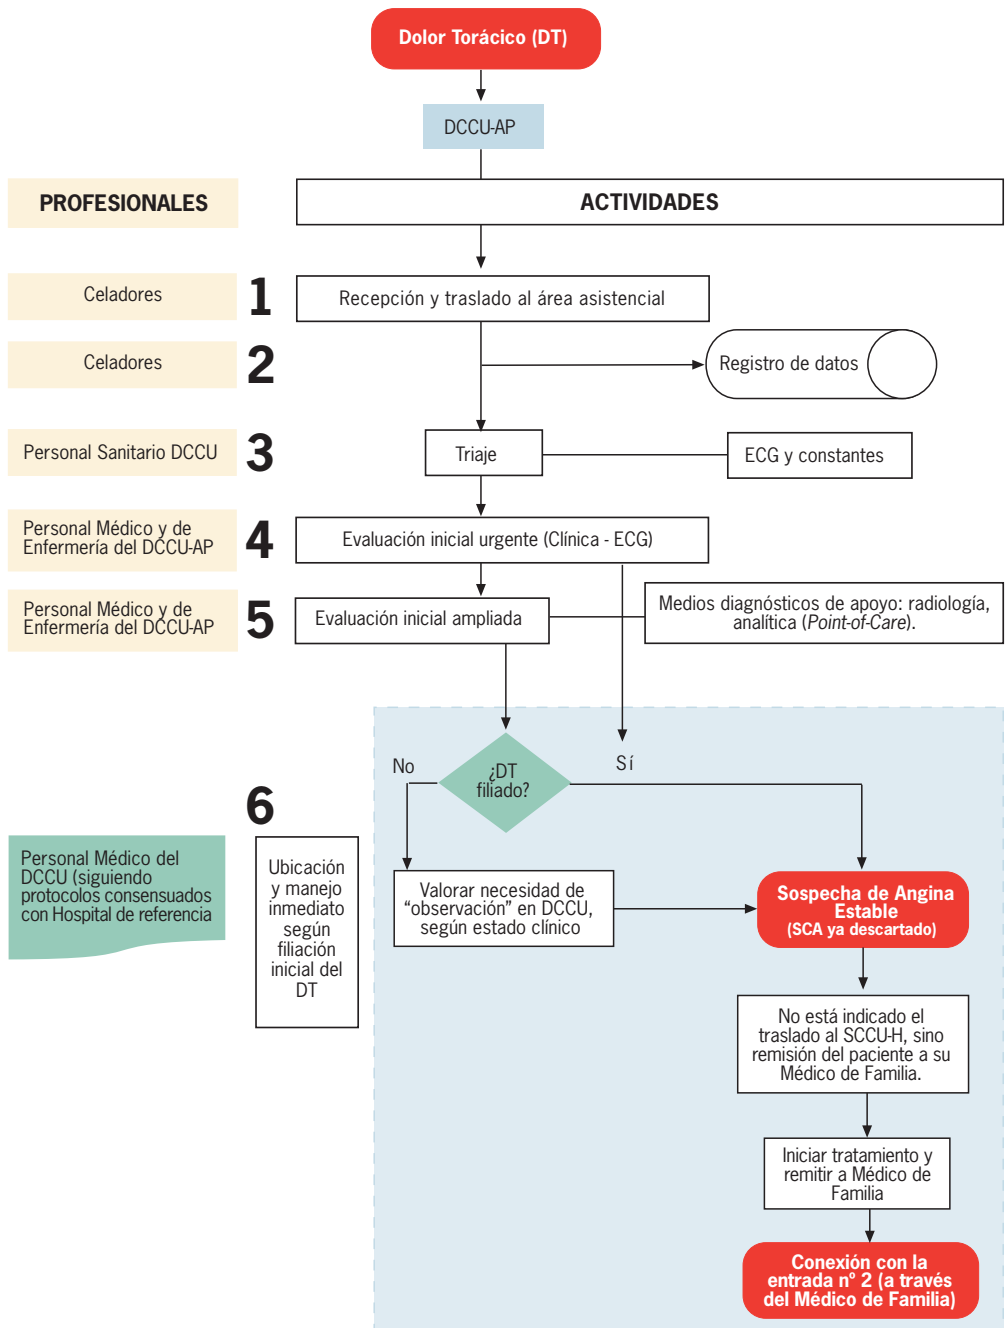 Dolor Torácico (DT)
DCCU-AP
PROFESIONALES
ACTIVIDADES
Celadores
1
Recepción y traslado al área asistencial
Celadores
2
Registro de datos
Personal Sanitario DCCU
3
Triaje
ECG y constantes
Personal Médico y de
Enfermería del DCCU-AP
4
Evaluación inicial urgente (Clínica - ECG)
Personal Médico y de
Enfermería del DCCU-AP
5
Evaluación inicial ampliada
Medios diagnósticos de apoyo: radiología,
analítica (Point-of-Care).
No
¿DT
filiado?
Sí
6
Personal Médico del
DCCU (siguiendo
protocolos consensuados
con Hospital de referencia
Ubicación
y manejo
inmediato
según
filiación
inicial del
DT
Valorar necesidad de
“observación” en DCCU,
según estado clínico
Sospecha de Angina
Estable
(SCA ya descartado)
No está indicado el
traslado al SCCU-H, sino
remisión del paciente a su
Médico de Familia.
Iniciar tratamiento y
remitir a Médico de
Familia
Conexión con la
entrada nº 2 (a través
del Médico de Familia)